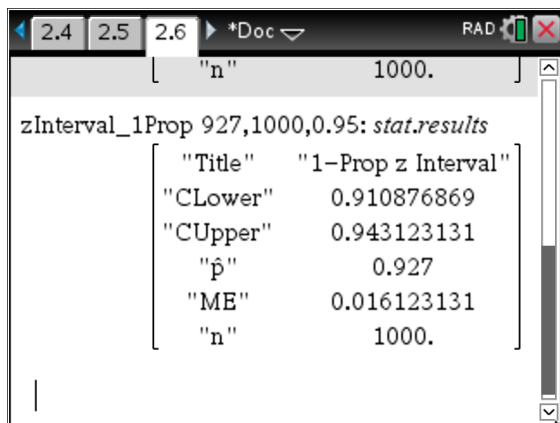 2.4 2.5 2.6 *Doc RAD
"n" 1000.
zInterval_1Prop 927,1000,0.95: stat.results
"Title" "1−Prop z Interval"
"CLower" 0.910876869
"CUpper" 0.943123131
"p̂" 0.927
"ME" 0.016123131
"n" 1000.